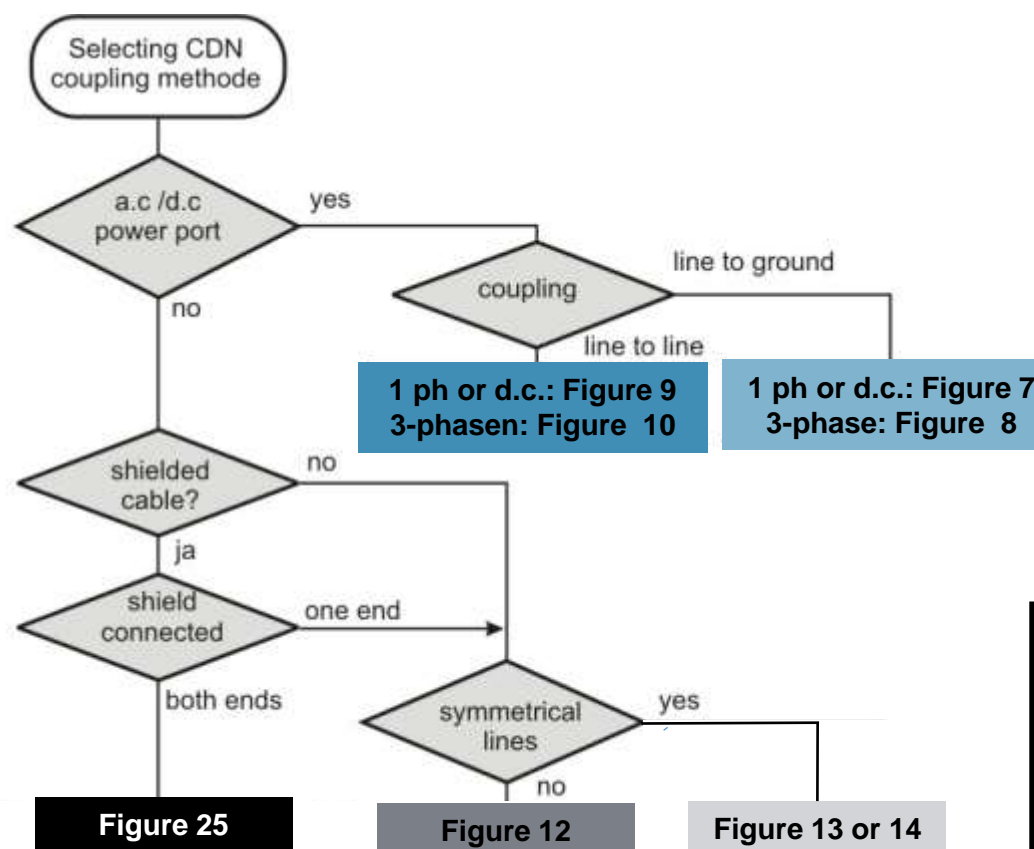 Selecting CDN
coupling methode
a.c /d.c
power port
yes
no
coupling
line to ground
line to line
1 ph or d.c.: Figure 9
3-phasen: Figure  10
1 ph or d.c.: Figure 7
3-phase: Figure  8
shielded
cable?
no
ja
shield
connected
one end
both ends
symmetrical
lines
yes
no
Figure 25
Figure 12
Figure 13 or 14